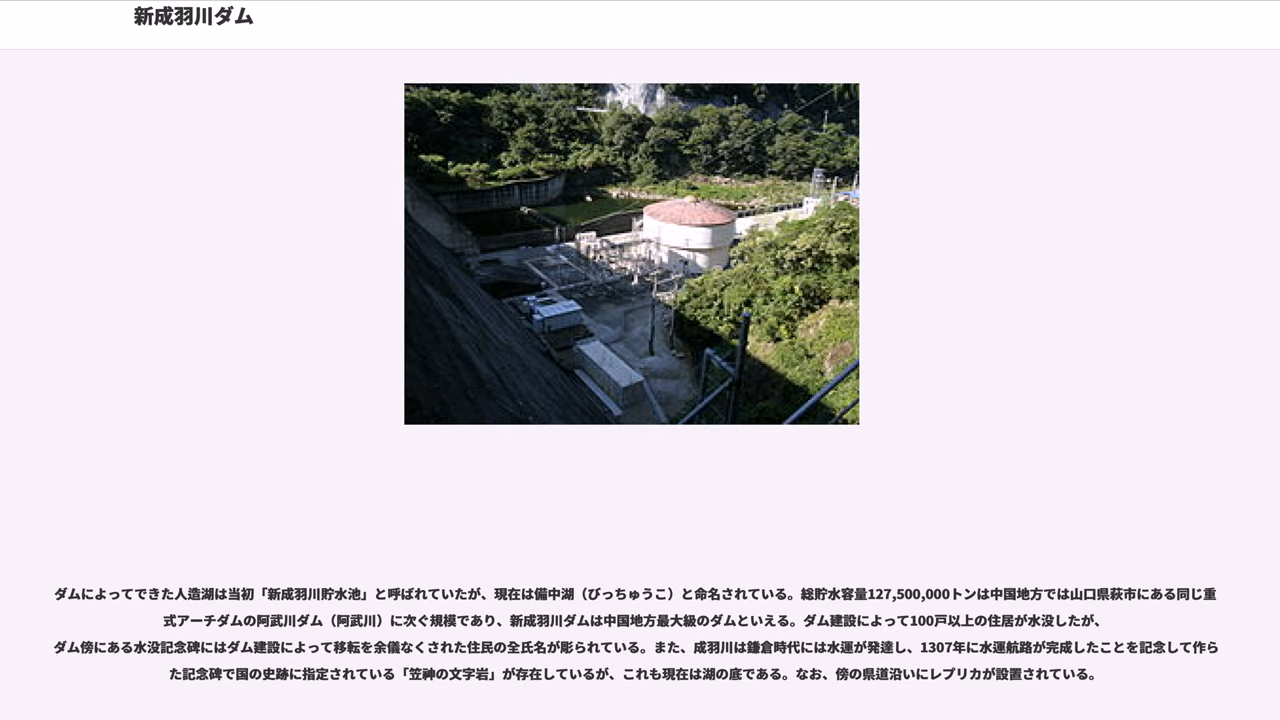 新成羽川ダム
ダムによってできた人造湖は当初「新成羽川貯水池」と呼ばれていたが、現在は備中湖（びっちゅうこ）と命名されている。総貯水容量127,500,000トンは中国地方では山口県萩市にある同じ重
式アーチダムの阿武川ダム（阿武川）に次ぐ規模であり、新成羽川ダムは中国地方最大級のダムといえる。ダム建設によって100戸以上の住居が水没したが、
ダム傍にある水没記念碑にはダム建設によって移転を余儀なくされた住民の全氏名が彫られている。また、成羽川は鎌倉時代には水運が発達し、1307年に水運航路が完成したことを記念して作ら
た記念碑で国の史跡に指定されている「笠神の文字岩」が存在しているが、これも現在は湖の底である。なお、傍の県道沿いにレプリカが設置されている。